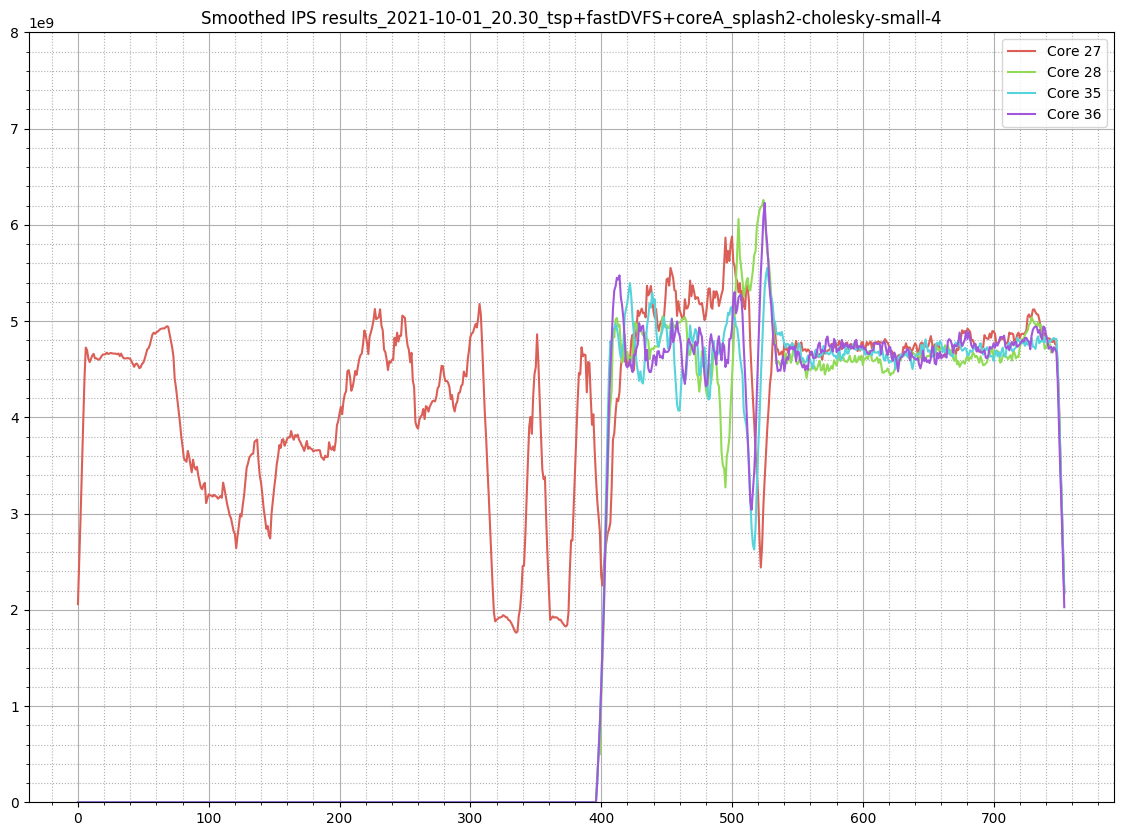 Smoothed IPS results_2021-10-01_20.30_tsp+fastDVFS+coreA_splash2-cholesky-small-4
1e9
8
7
6
5
4
3
2
1
0
Core 27
Core 28
Core 35
Core 36
0 100 200 300 400 500 600 700